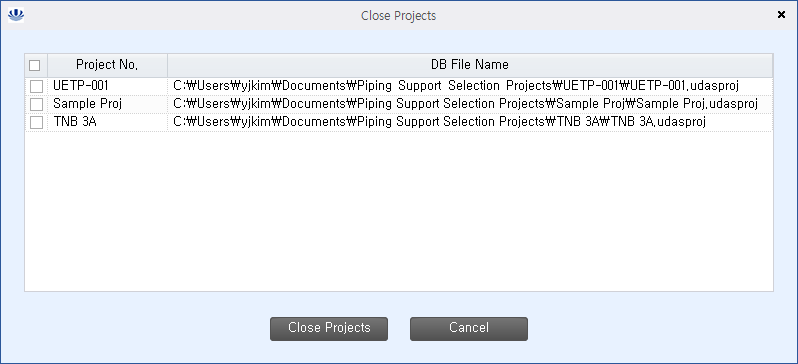 Close Projects
Project No. DB File Name
UETP-001 C:₩Users₩yjkim₩Documents₩Piping Support Selection Projects₩UETP-001₩UETP-001.udasproj
Sample Proj C:₩Users₩yjkim₩Documents₩Piping Support Selection Projects₩Sample Proj₩Sample Proj.udasproj
TNB 3A C:₩Users₩yjkim₩Documents₩Piping Support Selection Projects₩TNB 3A₩TNB 3A.udasproj
Close Projects Cancel